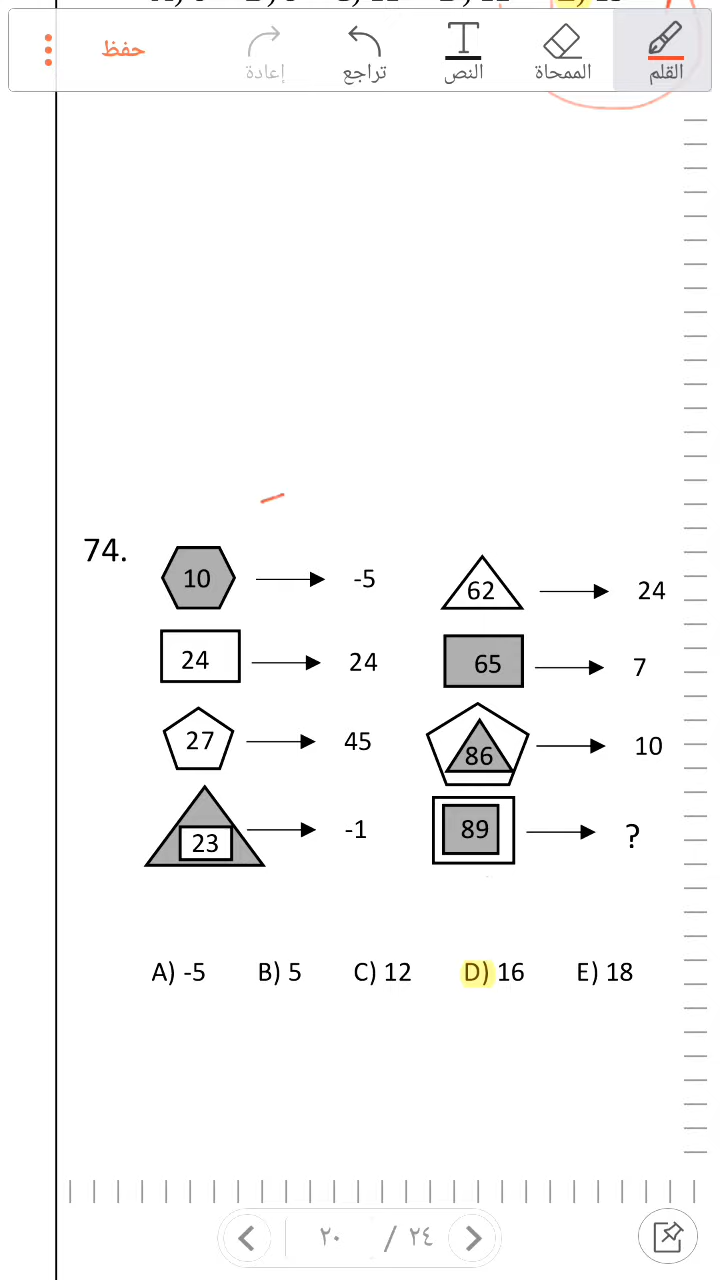 حفظ إعادة تراجع النص الممحاة القلم
74.
10 -5 62 24
24 24 65 7
27 45 86 10
23 -1 89 ?
A) -5 B) 5 C) 12 D) 16 E) 18
٢٠ / ٢٤